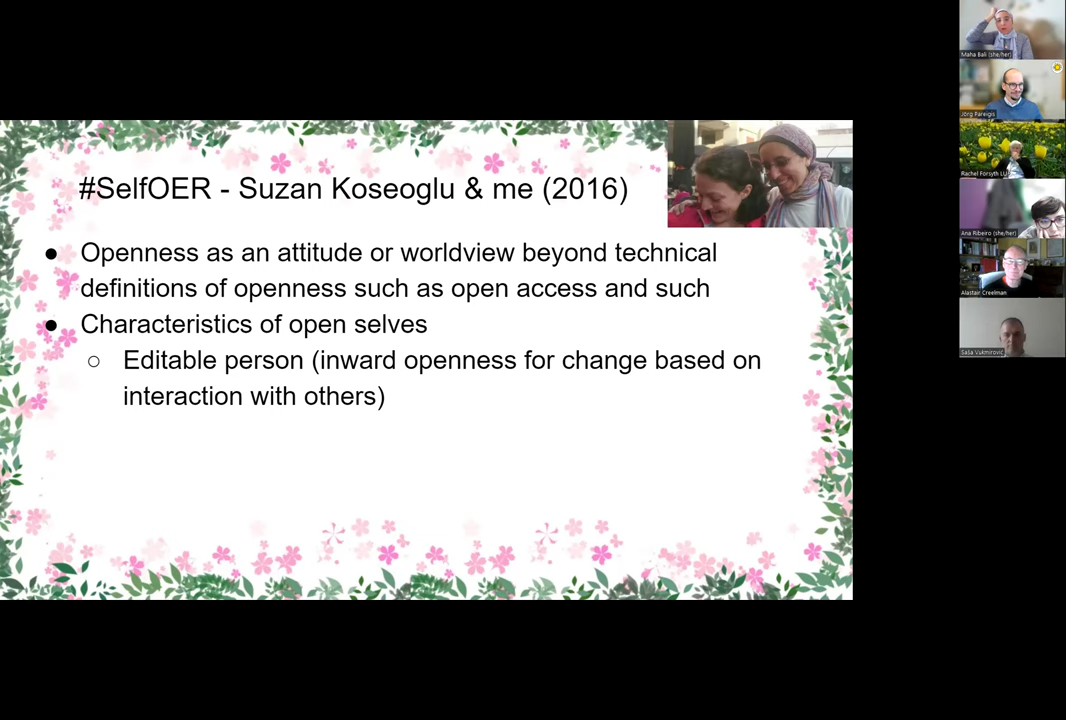 #SelfOER - Suzan Koseoglu & me (2016)
● Openness as an attitude or worldview beyond technical
definitions of openness such as open access and such
● Characteristics of open selves
○ Editable person (inward openness for change based on
interaction with others)
Maha Bali (she/her)
Jörg Pareigis
Rachel Forsyth LU
Ana Ribeiro (she/her)
Alastair Creelman
Saša Vukmirovic